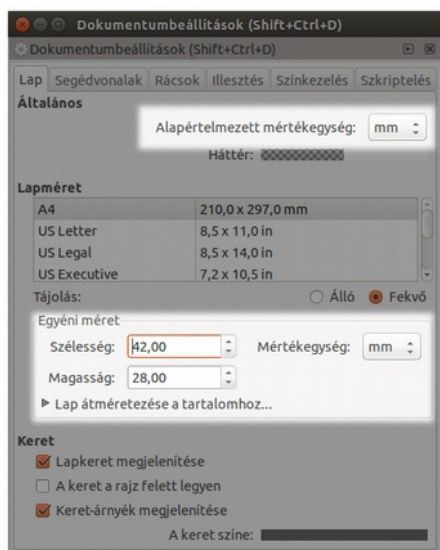 Dokumentumbeállítások (Shift+Ctrl+D)
Dokumentumbeállítások (Shift+Ctrl+D)
Lap Segédvonalak Rácsok Illesztés Színkezelés Szkriptelés
Általános
Alapértelmezett mértékegység: mm
Háttér:
Lapméret
A4 210,0 x 297,0 mm
US Letter 8,5 x 11,0 in
US Legal 8,5 x 14,0 in
US Executive 7,2 x 10,5 in
Tájolás: Álló Fekvő
Egyéni méret
Szélesség: 42,00 Mértékegység: mm
Magasság: 28,00
Lap átméretezése a tartalomhoz...
Keret
Lapkeret megjelenítése
A keret a rajz felett legyen
Keret-árnyék megjelenítése
A keret színe: